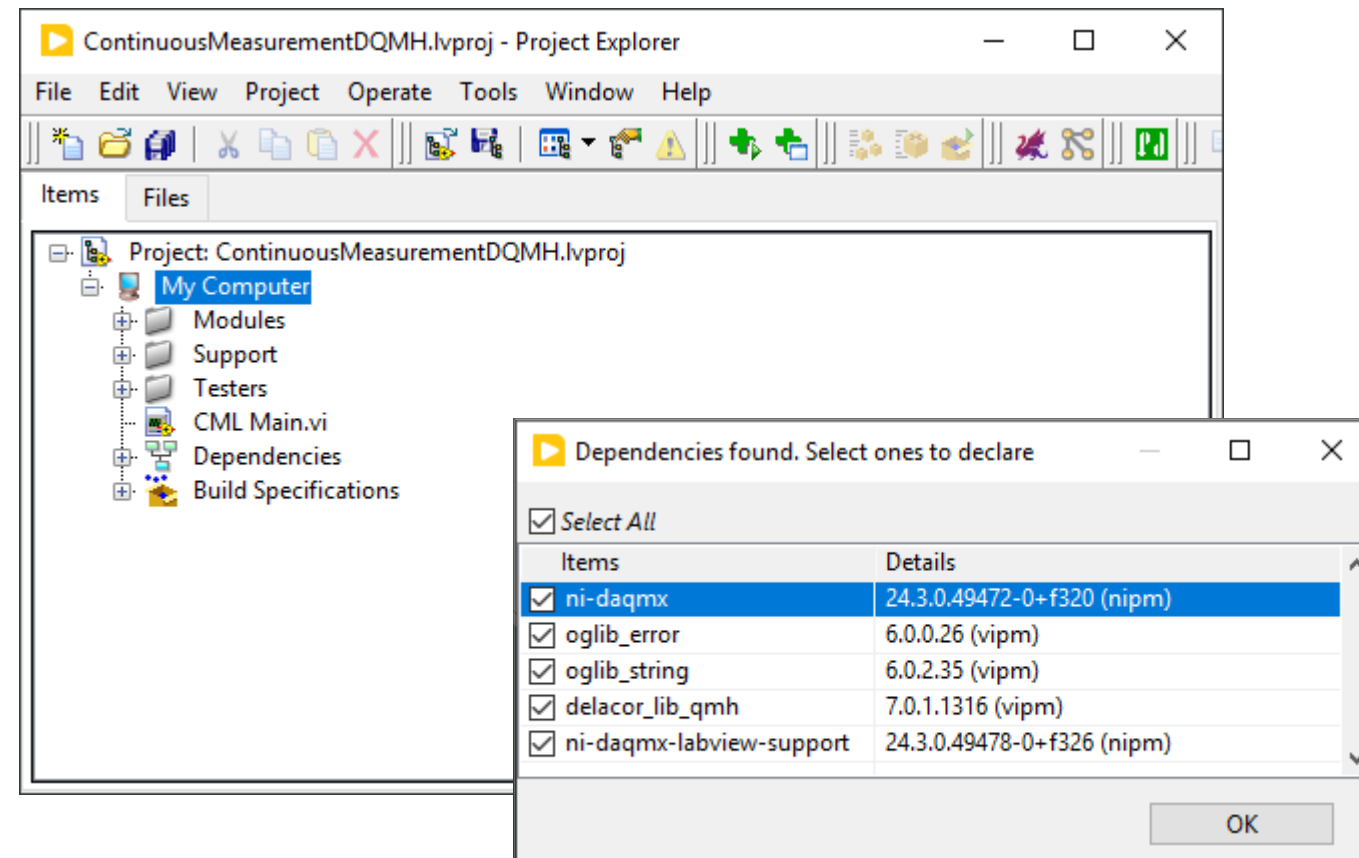 ContinuousMeasurementDQMH.lvproj - Project Explorer
File Edit View Project Operate Tools Window Help
Items Files
Project: ContinuousMeasurementDQMH.lvproj
My Computer
Modules
Support
Testers
CML Main.vi
Dependencies
Build Specifications
Dependencies found. Select ones to declare
Select All
Items Details
ni-daqmx 24.3.0.49472-0+f320 (nipm)
oglib_error 6.0.0.26 (vipm)
oglib_string 6.0.2.35 (vipm)
delacor_lib_qmh 7.0.1.1316 (vipm)
ni-daqmx-labview-support 24.3.0.49478-0+f326 (nipm)
OK